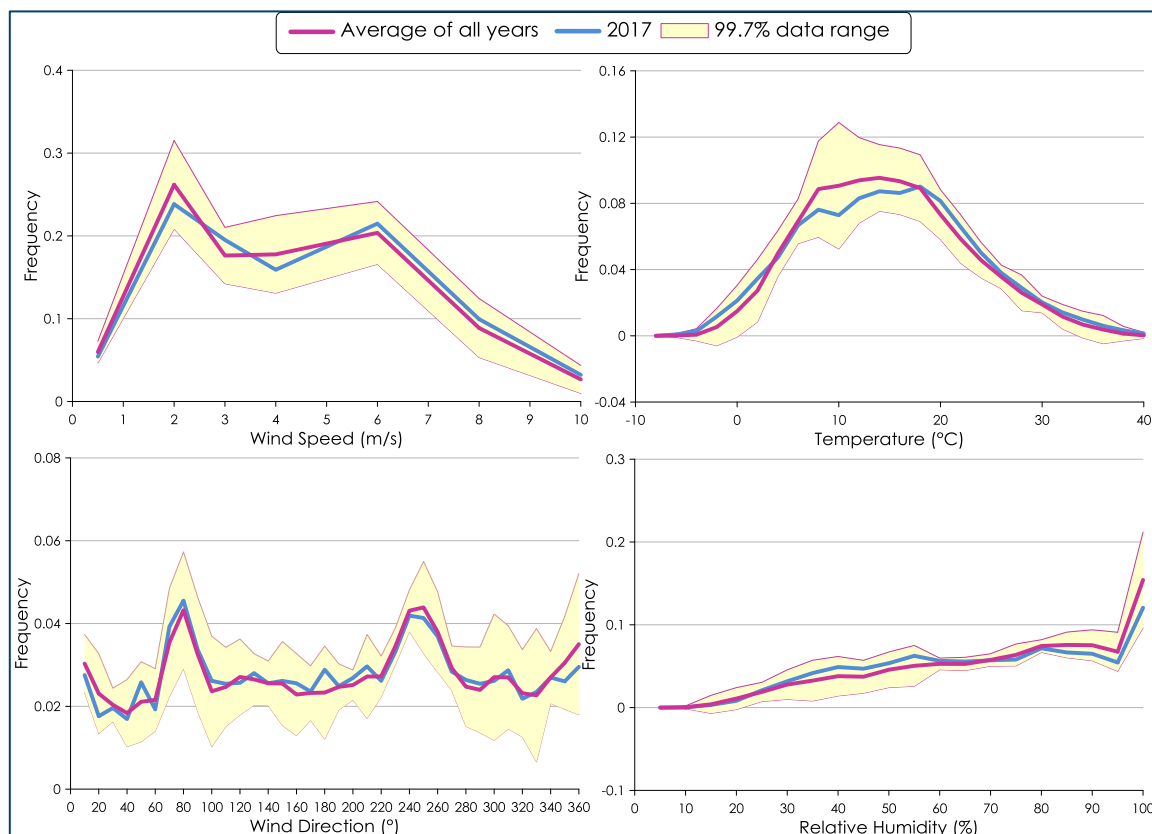 Average of all years 2017 99.7% data range
0.4
0.3
0.2
0.1
0
Frequency
0 1 2 3 4 5 6 7 8 9 10
Wind Speed (m/s)
0.16
0.12
0.08
0.04
0
-0.04
Frequency
-10 0 10 20 30 40
Temperature (°C)
0.08
0.06
0.04
0.02
0
Frequency
0 20 40 60 80 100 120 140 160 180 200 220 240 260 280 300 320 340 360
Wind Direction (°)
0.3
0.2
0.1
0
-0.1
Frequency
0 10 20 30 40 50 60 70 80 90 100
Relative Humidity (%)